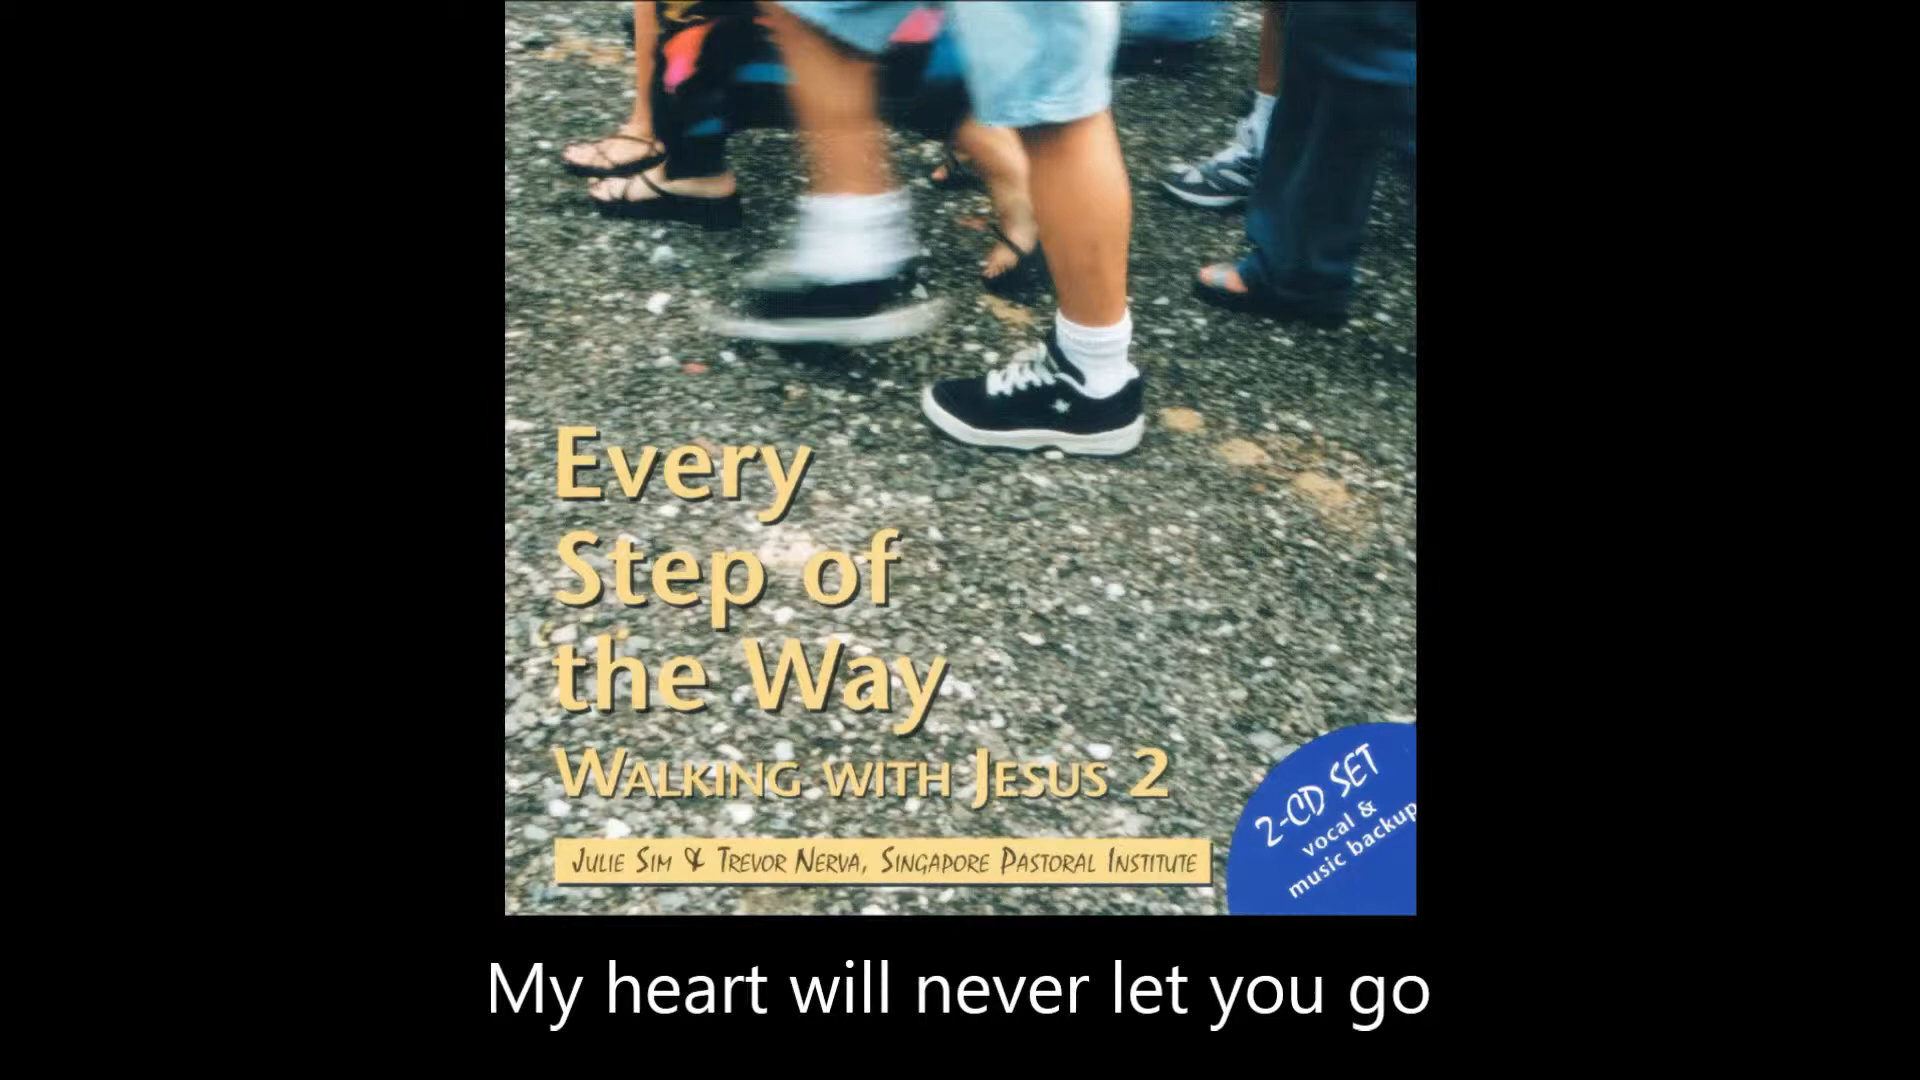 Every
Step of
the Way
WALKING WITH JESUS 2
JULIE SIM & TREVOR NERVA, SINGAPORE PASTORAL INSTITUTE
2-CD SET
vocal &
music backup
My heart will never let you go